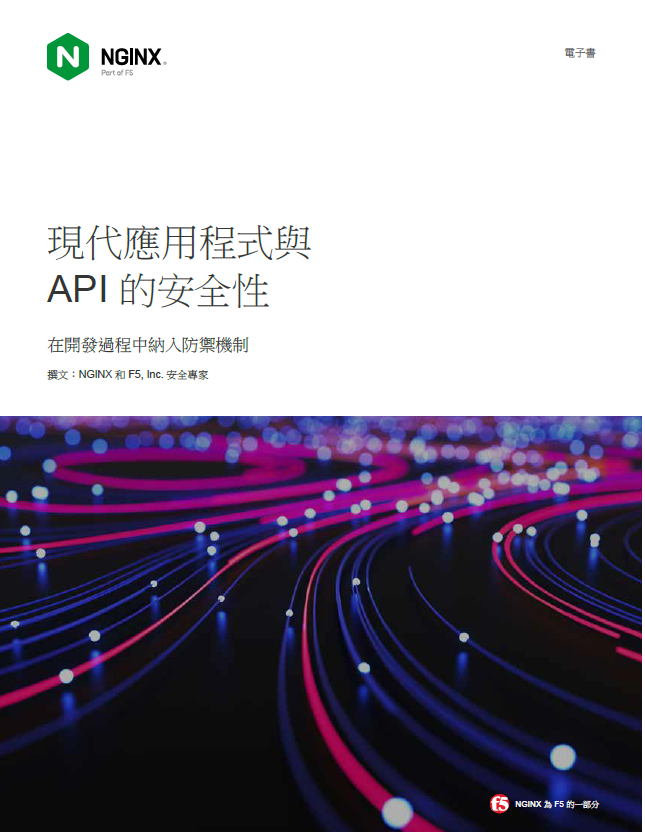 NGINX
Part of F5
電子書
現代應用程式與
API 的安全性
在開發過程中納入防禦機制
撰文：NGINX 和 F5, Inc. 安全專家
f5 NGINX 為 F5 的一部分